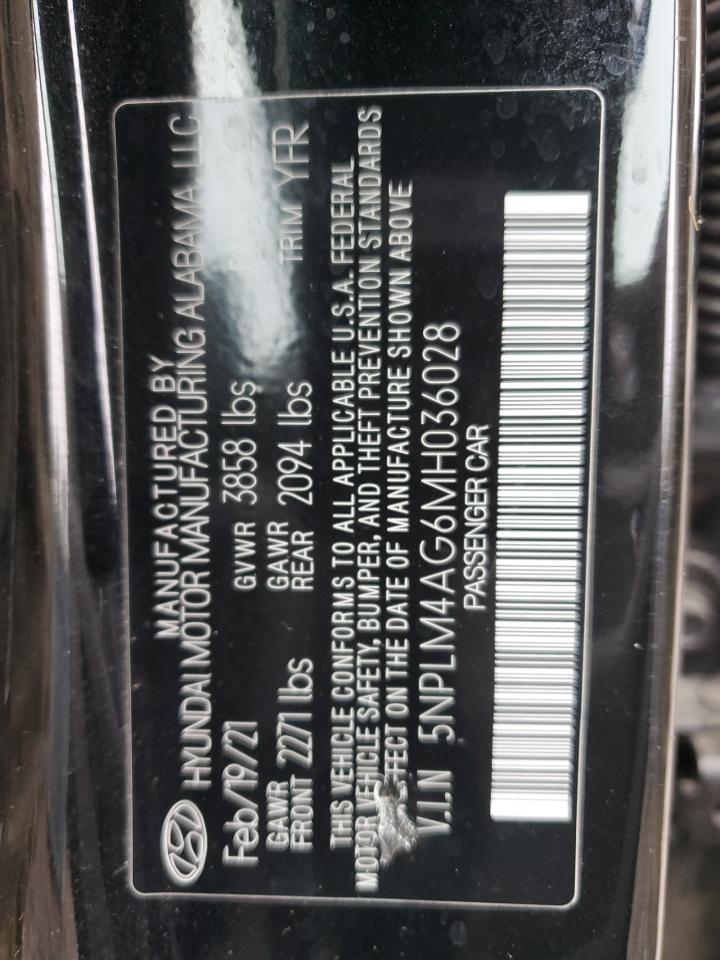 MANUFACTURED BY
HYUNDAI MOTOR MANUFACTURING ALABAMA, LLC
Feb/19/21 GVWR 3858 lbs
GAWR FRONT 2271 lbs GAWR REAR 2094 lbs TRIM YFR
THIS VEHICLE CONFORMS TO ALL APPLICABLE U.S.A. FEDERAL
MOTOR VEHICLE SAFETY, BUMPER, AND THEFT PREVENTION STANDARDS
ON THE DATE OF MANUFACTURE SHOWN ABOVE
V.I.N 5NPLM4AG6MH036028
PASSENGER CAR